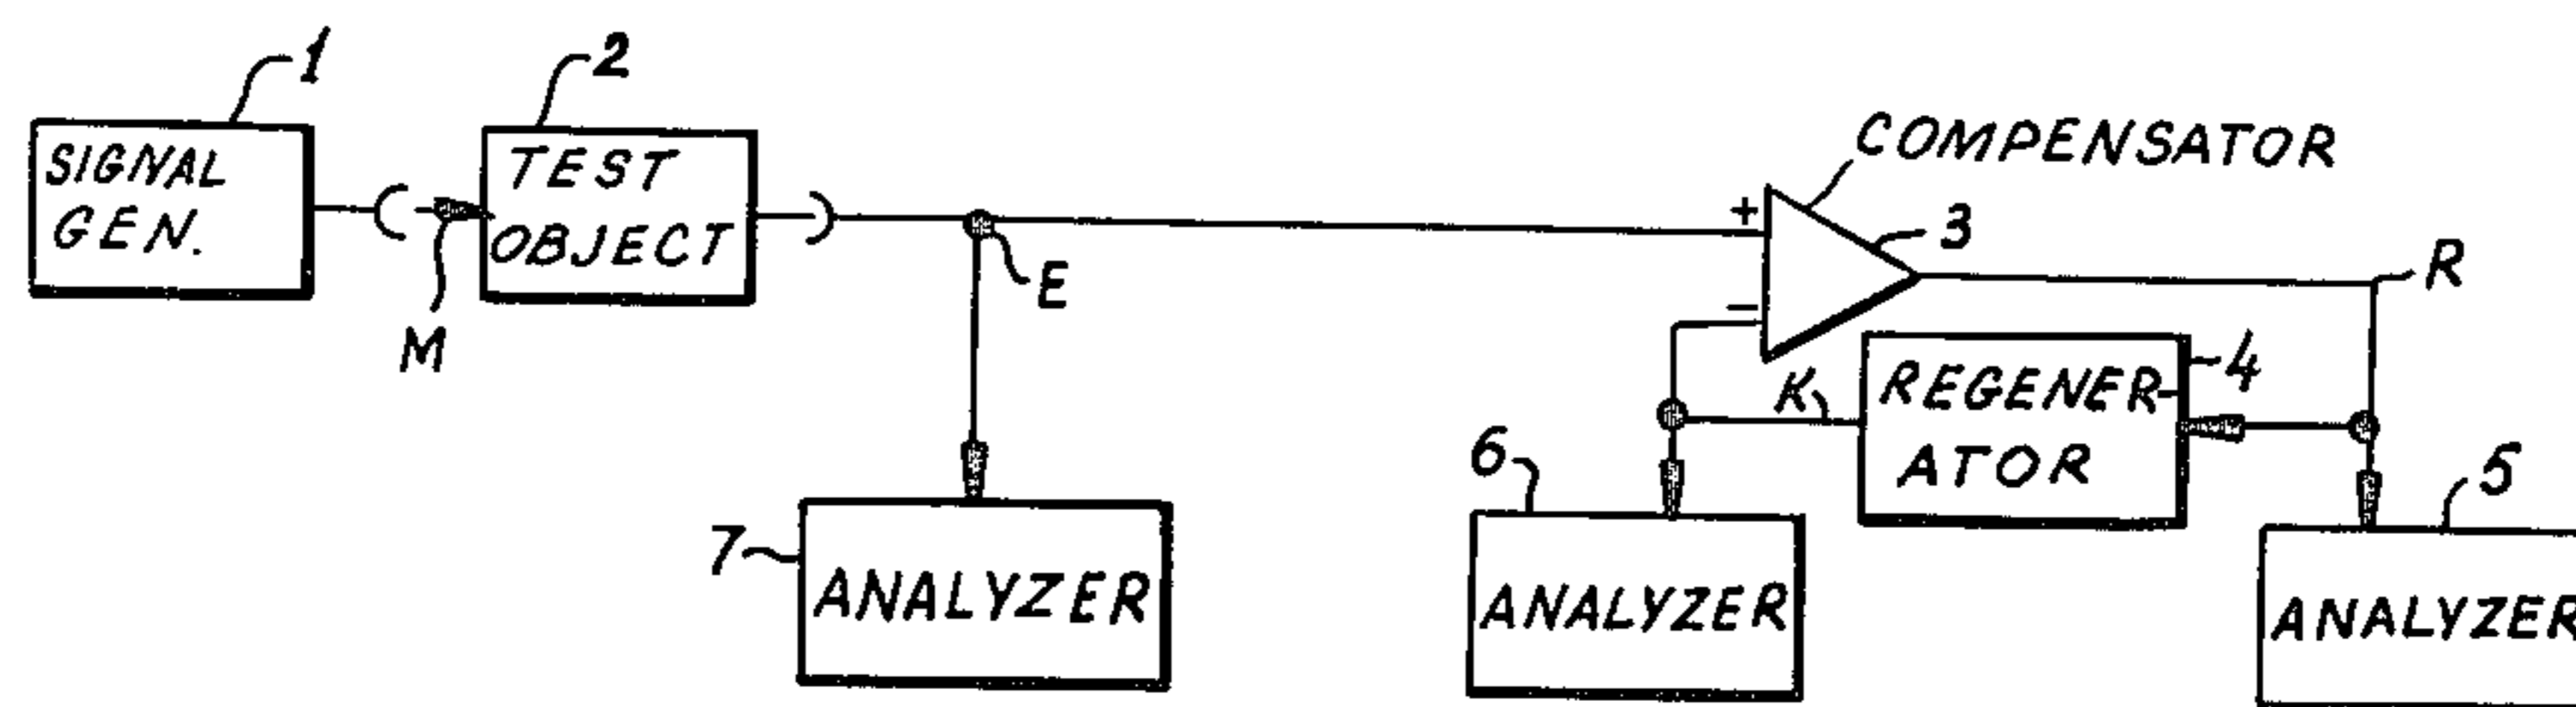 1
2
SIGNAL
GEN.
TEST
OBJECT
M
E
COMPENSATOR
+
3
-
R
K
REGENER-
ATOR
4
6
5
7
ANALYZER
ANALYZER
ANALYZER